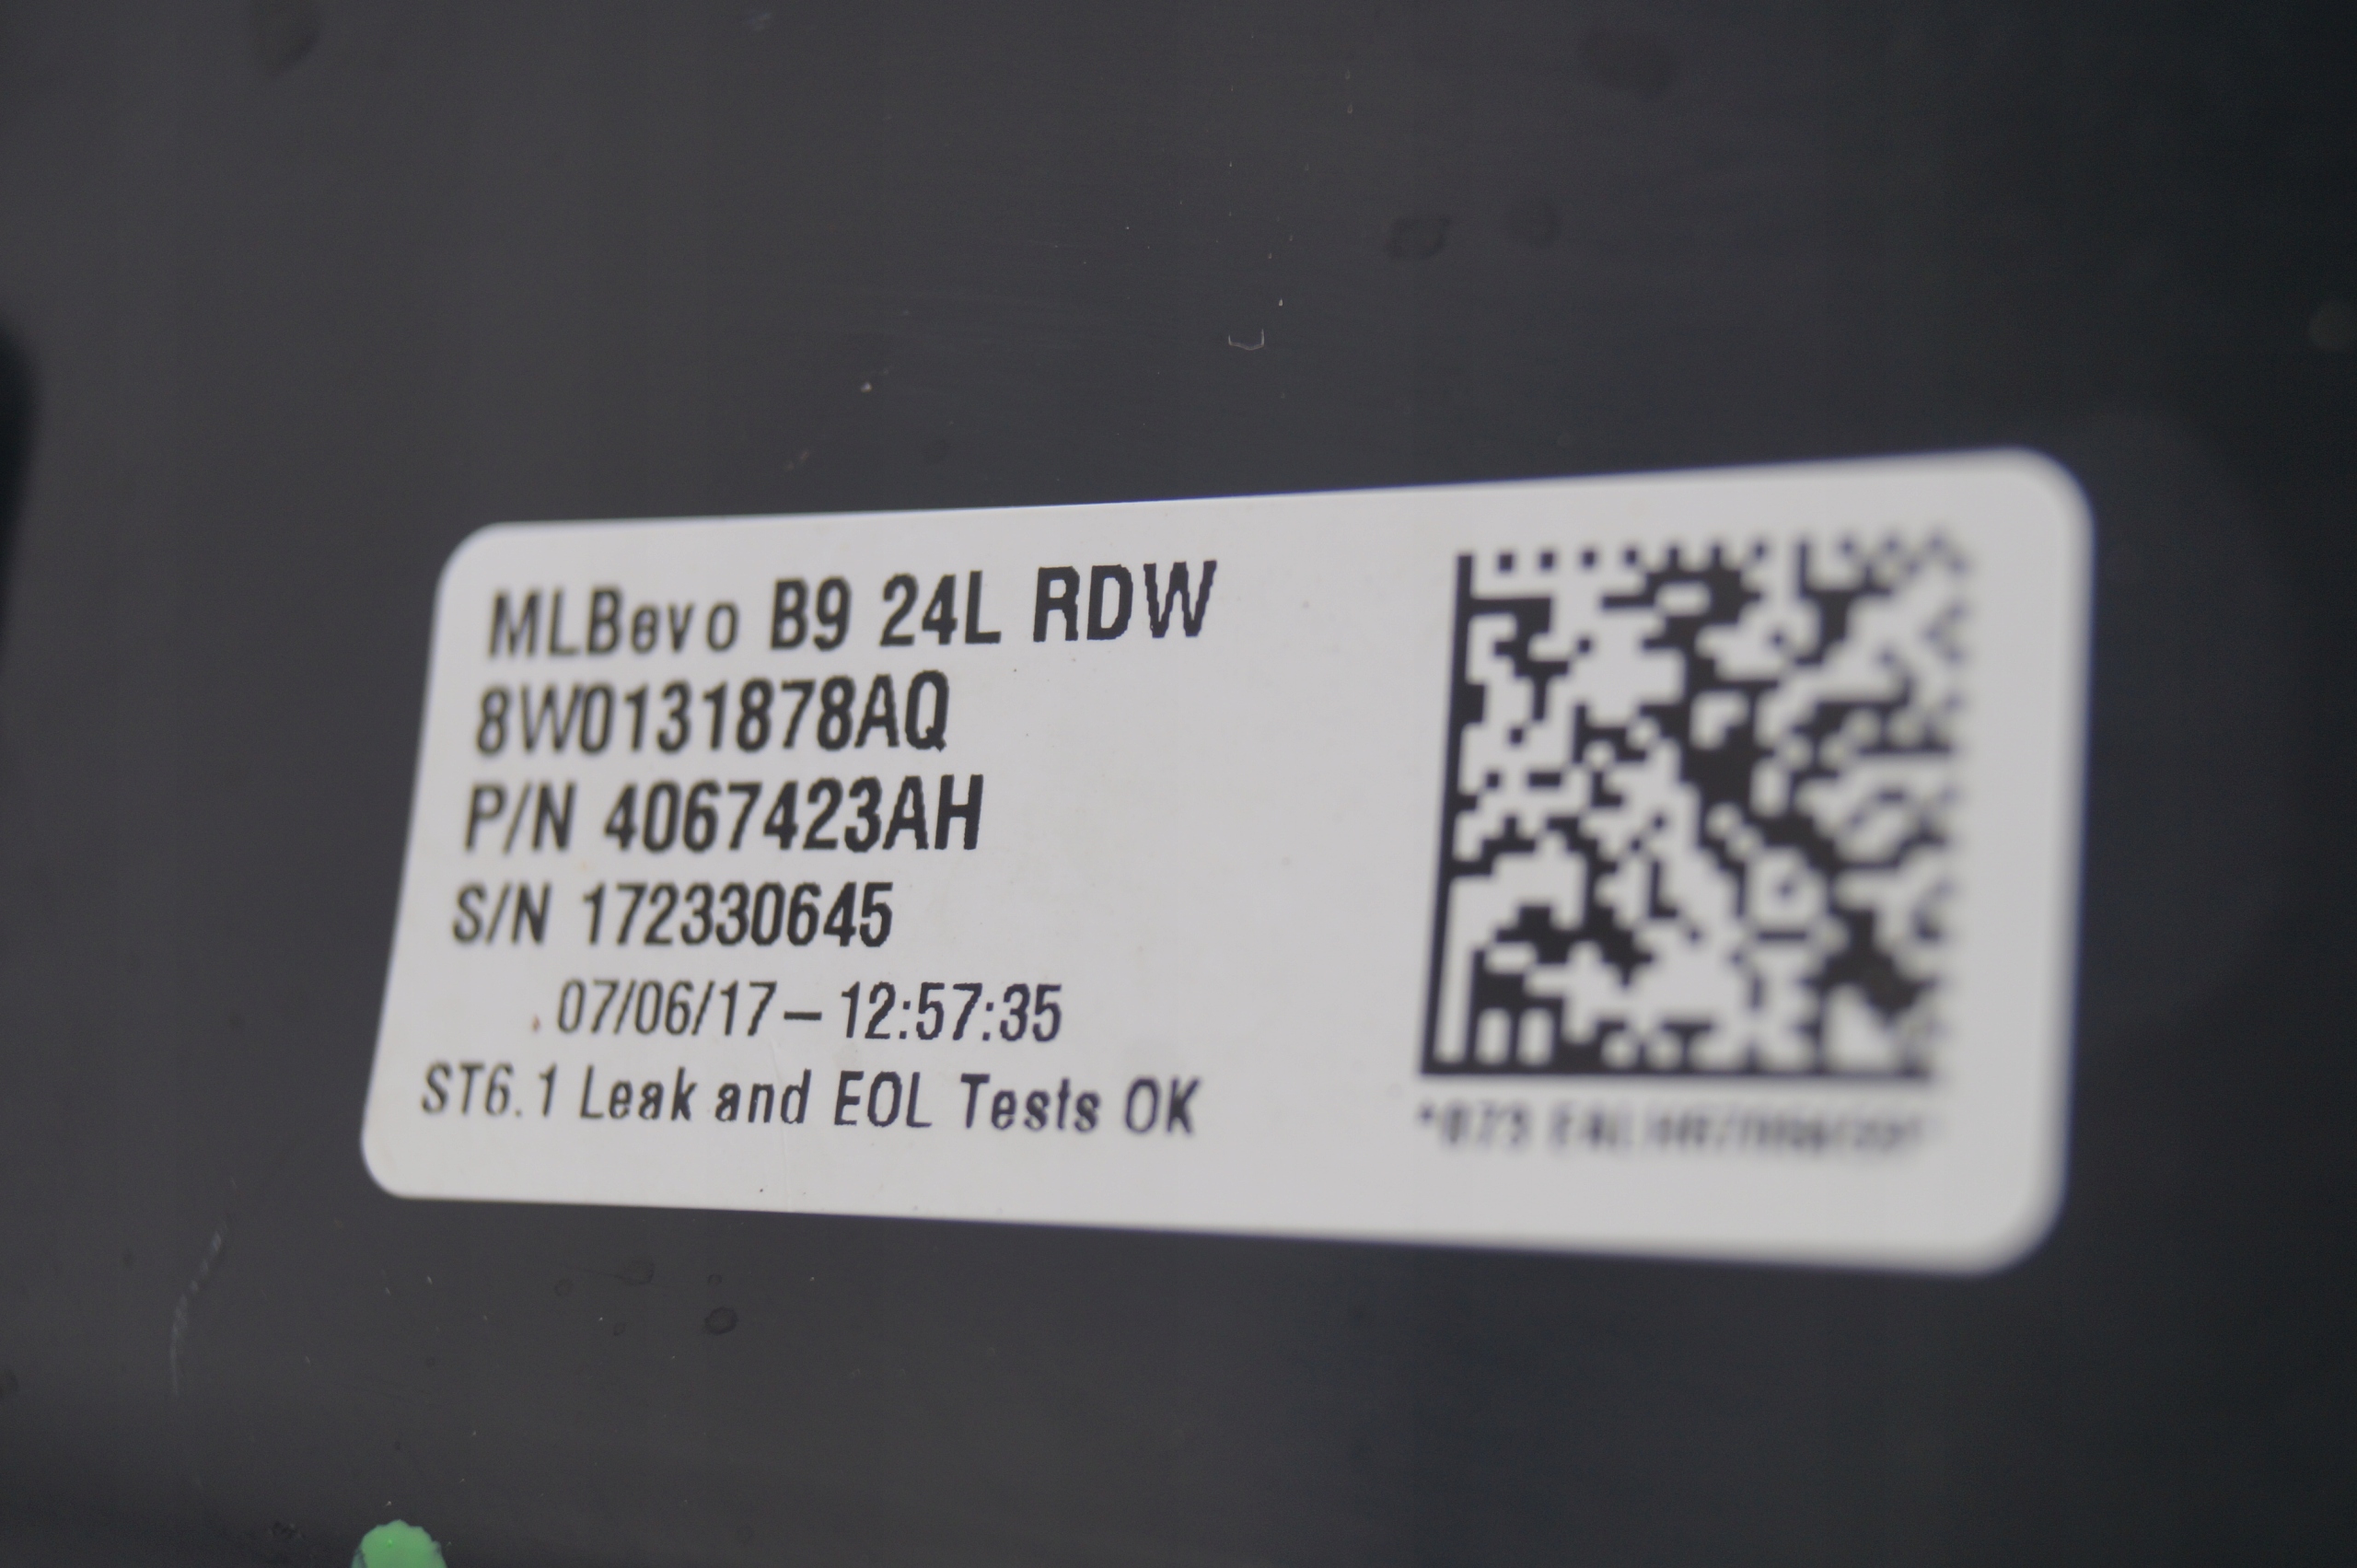 MLBevo B9 24L RDW
8W0131878AQ
P/N 4067423AH
S/N 172330645
07/06/17-12:57:35
ST6.1 Leak and EOL Tests OK